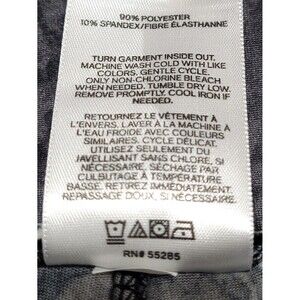 90% POLYESTER
10% SPANDEX/FIBRE ÉLASTHANNE
TURN GARMENT INSIDE OUT.
MACHINE WASH COLD WITH LIKE
COLORS. GENTLE CYCLE.
ONLY NON-CHLORINE BLEACH
WHEN NEEDED. TUMBLE DRY LOW.
REMOVE PROMPTLY. COOL IRON IF
NEEDED.
RETOURNEZ LE VÊTEMENT À
L'ENVERS. LAVER À LA MACHINE À
L'EAU FROIDE AVEC COULEURS
SIMILAIRES. CYCLE DÉLICAT.
UTILISEZ SEULEMENT DU
JAVELLISANT SANS CHLORE, SI
NÉCESSAIRE. SÉCHAGE PAR
CULBUTAGE À TEMPÉRATURE
BASSE. RETIREZ IMMÉDIATEMENT.
REPASSAGE DOUX, SI NÉCESSAIRE.
RN# 55285